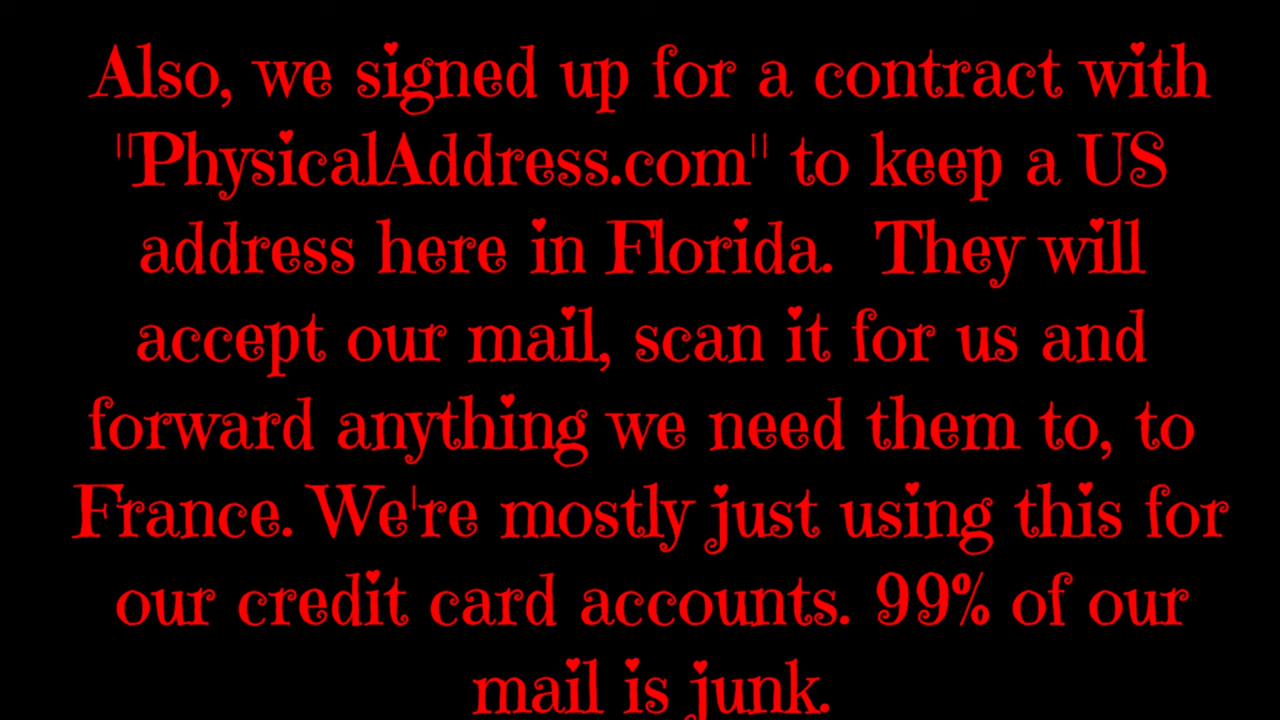 Also, we signed up for a contract with
"PhysicalAddress.com" to keep a US
address here in Florida.  They will
accept our mail, scan it for us and
forward anything we need them to, to
France. We're mostly just using this for
our credit card accounts. 99% of our
mail is junk.